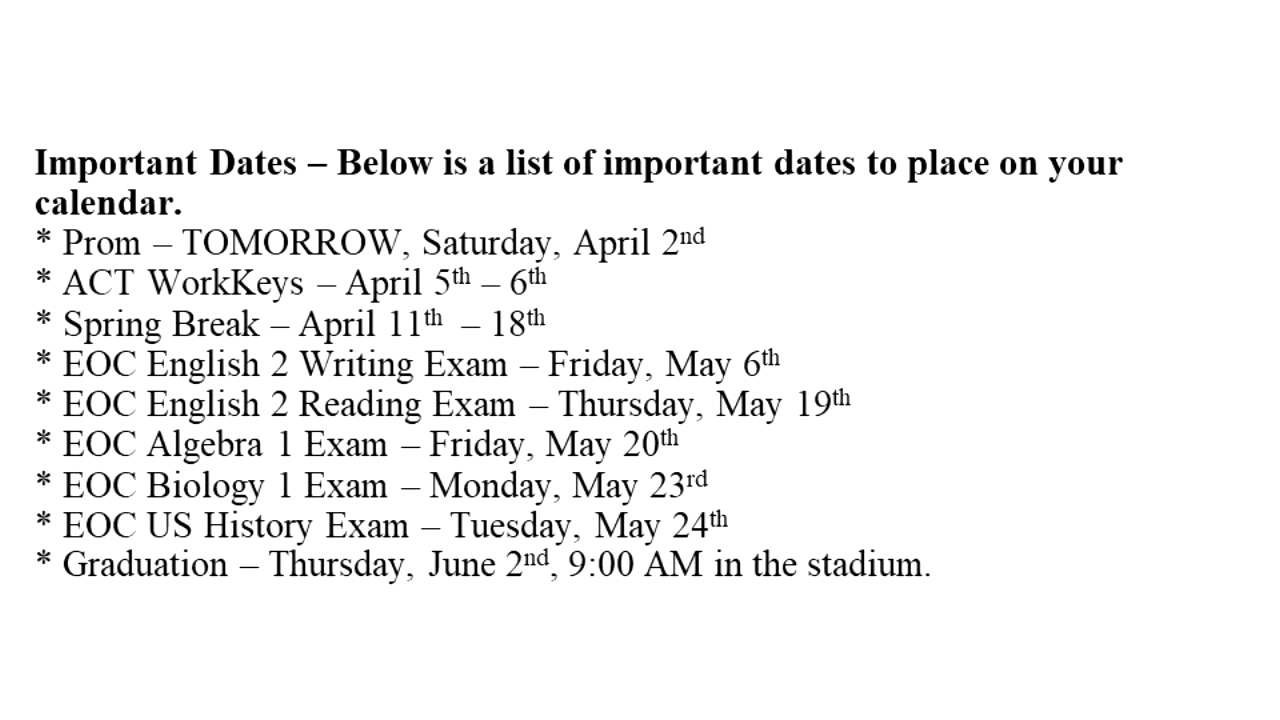 Important Dates – Below is a list of important dates to place on your
calendar.
* Prom – TOMORROW, Saturday, April 2nd
* ACT WorkKeys – April 5th – 6th
* Spring Break – April 11th – 18th
* EOC English 2 Writing Exam – Friday, May 6th
* EOC English 2 Reading Exam – Thursday, May 19th
* EOC Algebra 1 Exam – Friday, May 20th
* EOC Biology 1 Exam – Monday, May 23rd
* EOC US History Exam – Tuesday, May 24th
* Graduation – Thursday, June 2nd, 9:00 AM in the stadium.